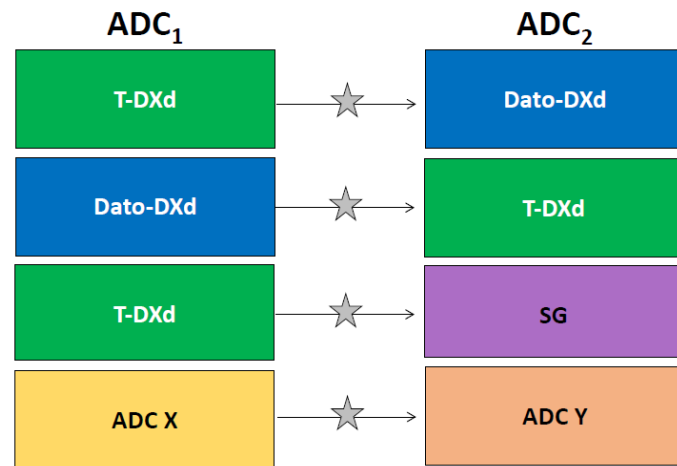 ADC₁ ADC₂
T-DXd Dato-DXd
Dato-DXd T-DXd
T-DXd SG
ADC X ADC Y